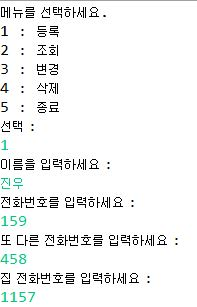 메뉴를 선택하세요.
1 : 등록
2 : 조회
3 : 변경
4 : 삭제
5 : 종료
선택 :
1
이름을 입력하세요 :
진우
전화번호를 입력하세요 :
159
또 다른 전화번호를 입력하세요 :
458
집 전화번호를 입력하세요 :
1157